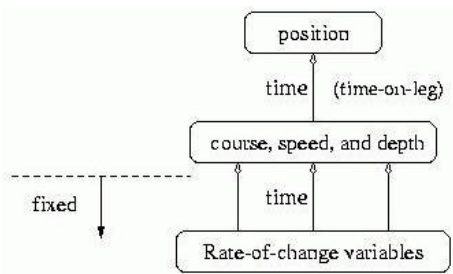 position
time (time-on-leg)
course, speed, and depth
fixed
time
Rate-of-change variables